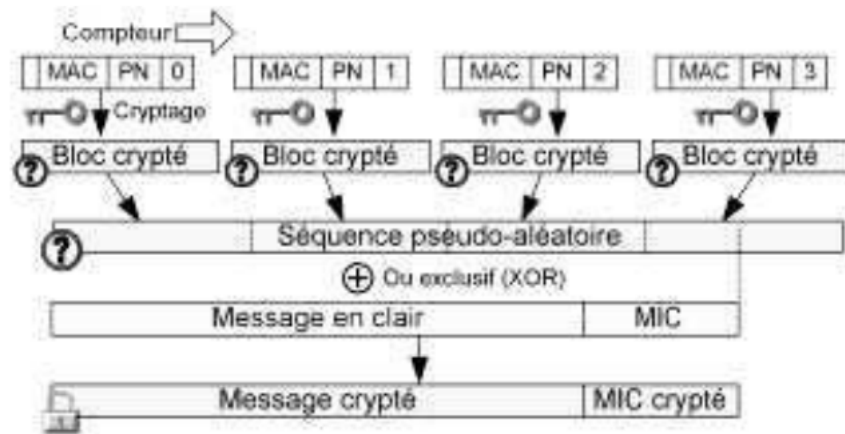 Compteur
MAC PN 0 MAC PN 1 MAC PN 2 MAC PN 3
Cryptage
Bloc crypté Bloc crypté Bloc crypté Bloc crypté
? ? ? ?
Séquence pseudo-aléatoire
?
Ou exclusif (XOR)
Message en clair MIC
Message crypté MIC crypté